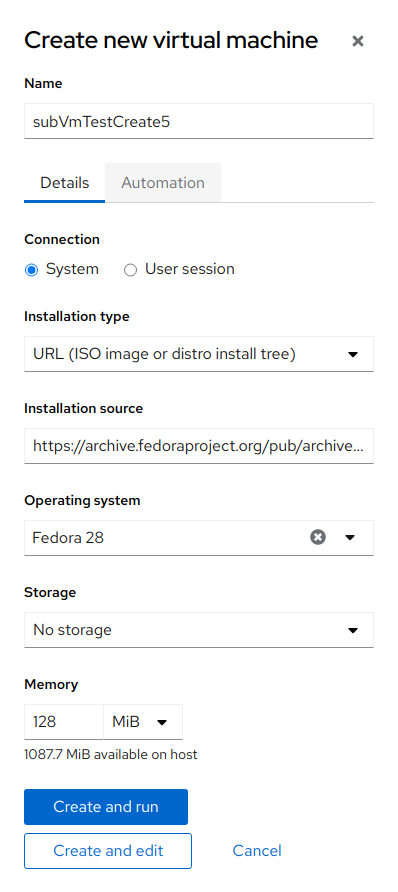 Create new virtual machine
Name
subVmTestCreate5
Details
Automation
Connection
System
User session
Installation type
URL (ISO image or distro install tree)
Installation source
https://archive.fedoraproject.org/pub/archive...
Operating system
Fedora 28
Storage
No storage
Memory
128
MiB
1087.7 MiB available on host
Create and run
Create and edit
Cancel